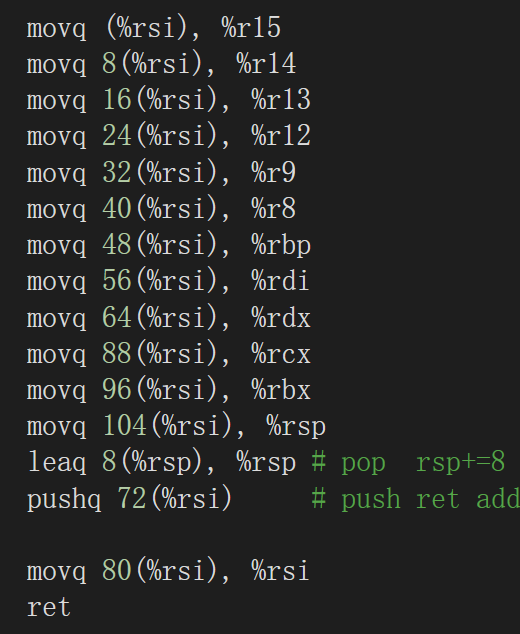 movq (%rsi), %r15
movq 8(%rsi), %r14
movq 16(%rsi), %r13
movq 24(%rsi), %r12
movq 32(%rsi), %r9
movq 40(%rsi), %r8
movq 48(%rsi), %rbp
movq 56(%rsi), %rdi
movq 64(%rsi), %rdx
movq 88(%rsi), %rcx
movq 96(%rsi), %rbx
movq 104(%rsi), %rsp
leaq 8(%rsp), %rsp # pop  rsp+=8
pushq 72(%rsi)     # push ret add
movq 80(%rsi), %rsi
ret